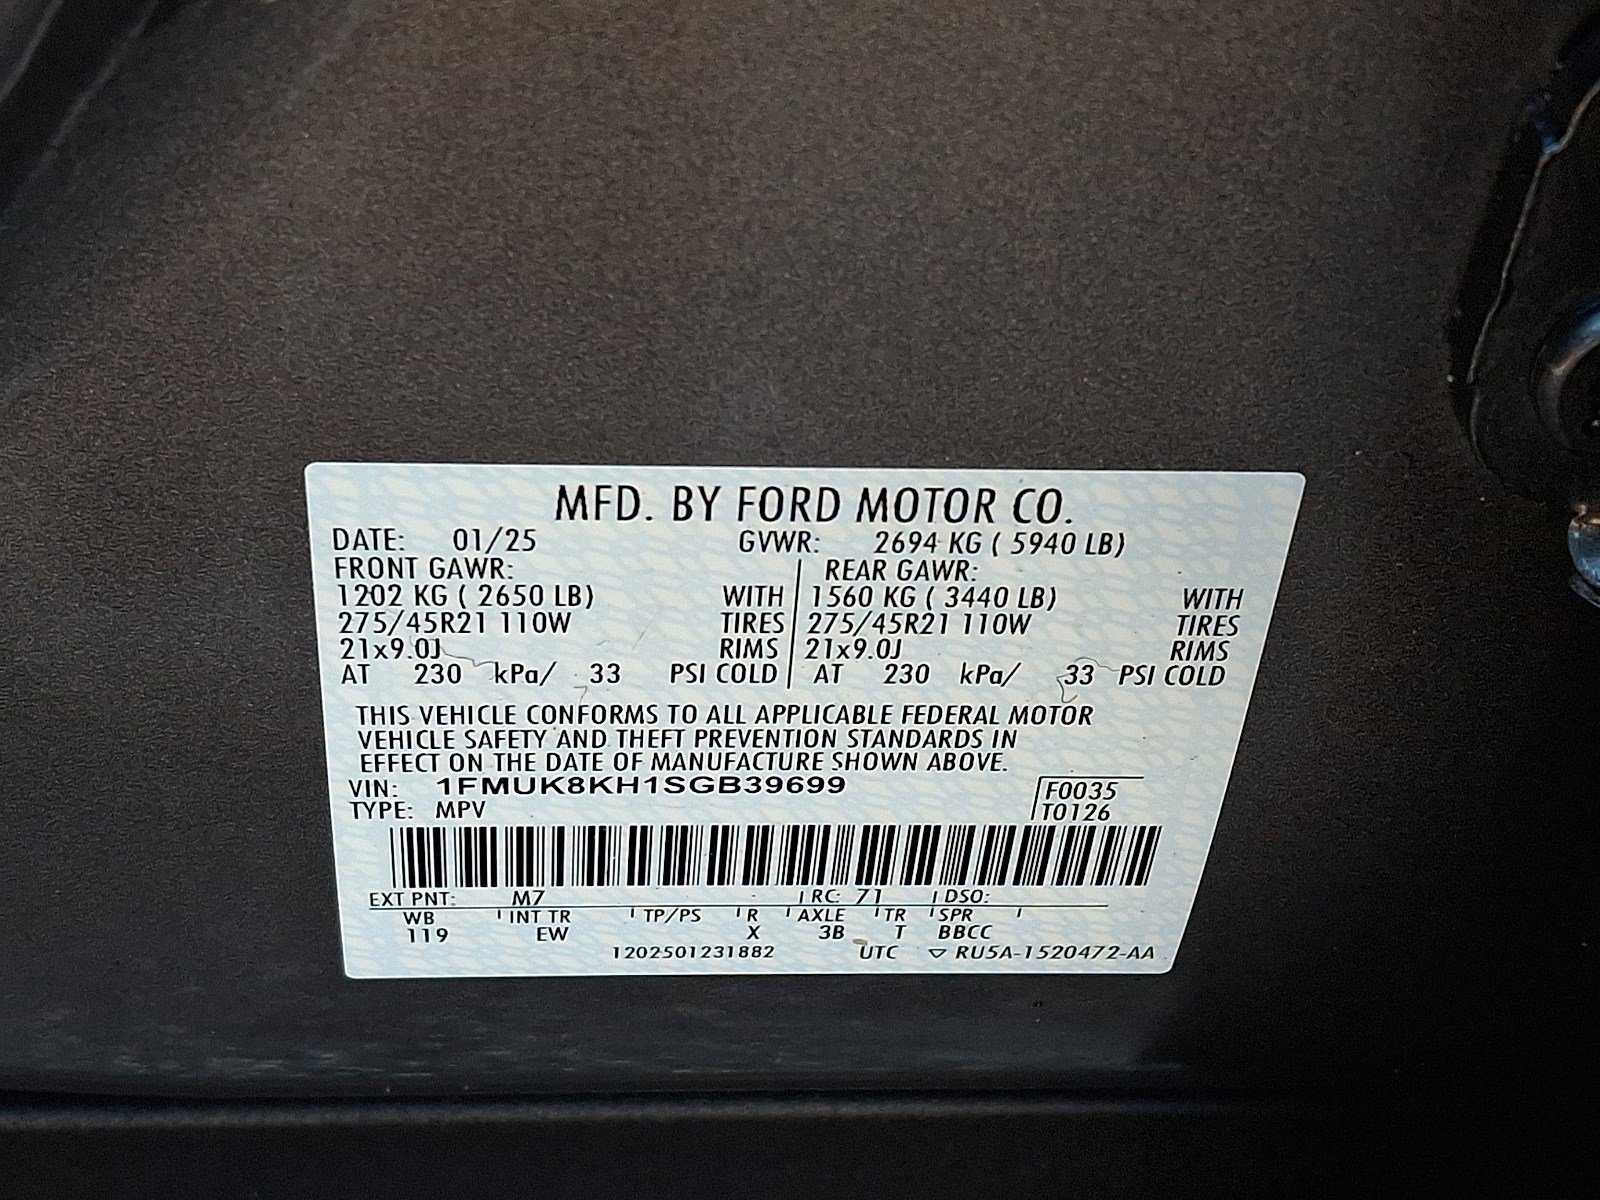 MFD. BY FORD MOTOR CO.
DATE: 01/25 GVWR: 2694 KG ( 5940 LB)
FRONT GAWR: REAR GAWR:
1202 KG ( 2650 LB) WITH 1560 KG ( 3440 LB) WITH
275/45R21 110W TIRES 275/45R21 110W TIRES
21x9.0J RIMS 21x9.0J RIMS
AT 230 kPa/ 33 PSI COLD AT 230 kPa/ 33 PSI COLD
THIS VEHICLE CONFORMS TO ALL APPLICABLE FEDERAL MOTOR
VEHICLE SAFETY AND THEFT PREVENTION STANDARDS IN
EFFECT ON THE DATE OF MANUFACTURE SHOWN ABOVE.
VIN: 1FMUK8KH1SGB39699 F0035
TYPE: MPV T0126
EXT PNT: M7 RC: 71 DSO:
WB INT TR TP/PS R AXLE TR SPR
119 EW X 3B T BBCC
1202501231882 UTC ▽ RU5A-1520472-AA